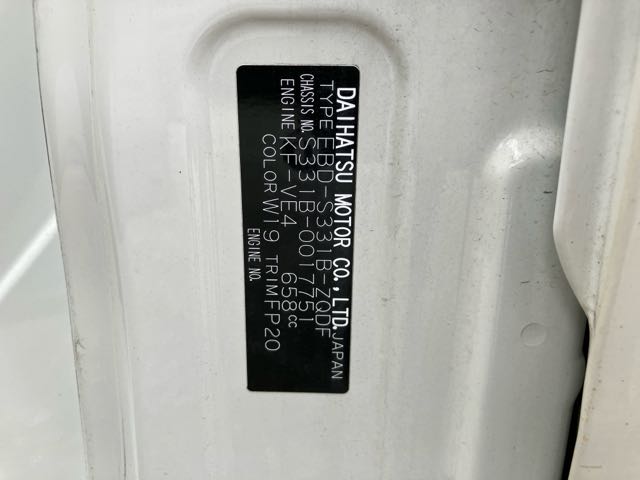 DAIHATSU MOTOR CO., LTD. JAPAN
TYPE EBD-S331B-ZQDF
CHASSIS NO. S331B-0017751
ENGINE KF-VE4 658cc
COLOR W19 TRIM FP20
ENGINE NO.